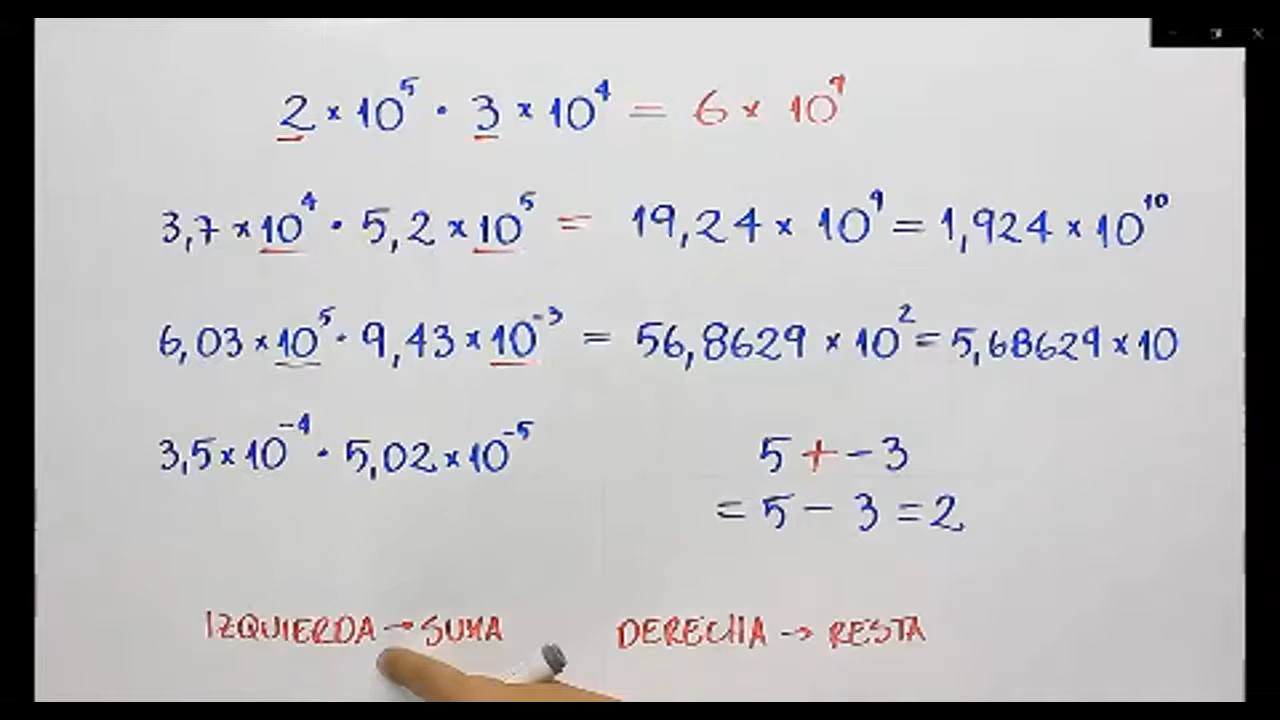 2 × 10⁵ · 3 × 10⁴ = 6 × 10⁹
3,7 × 10⁴ · 5,2 × 10⁵ = 19,24 × 10⁹ = 1,924 × 10¹⁰
6,03 × 10⁵ · 9,43 × 10⁻³ = 56,8629 × 10² = 5,68629 × 10
3,5 × 10⁻⁴ · 5,02 × 10⁻⁵
5 + -3
= 5 - 3 = 2
IZQUIERDA → SUMA
DERECHA → RESTA